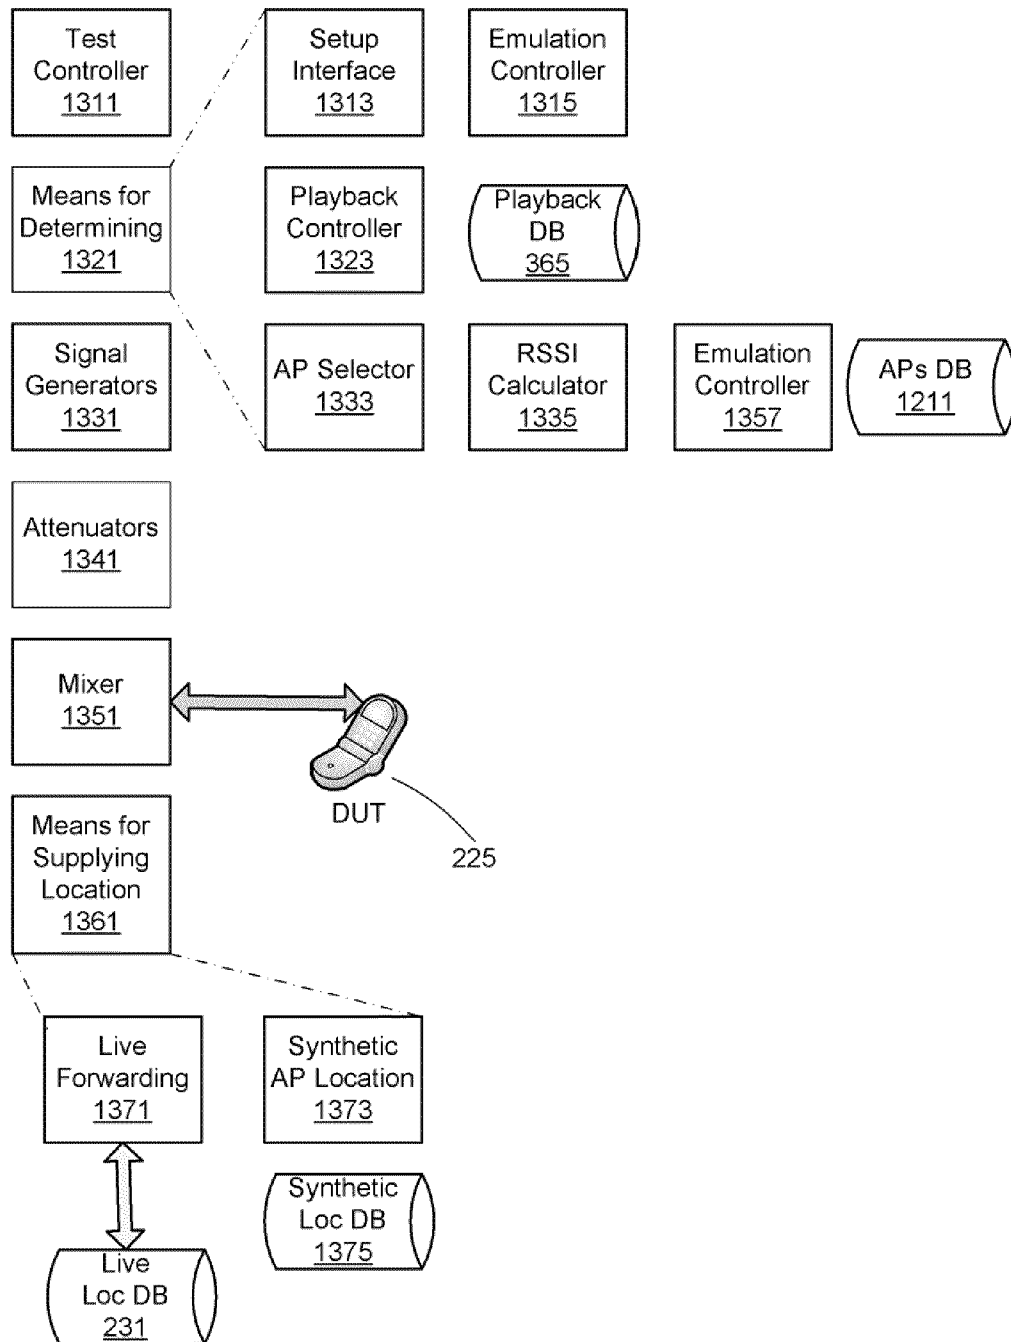 Test
Controller
1311
Setup
Interface
1313
Emulation
Controller
1315
Means for
Determining
1321
Playback
Controller
1323
Playback
DB
365
Signal
Generators
1331
AP Selector
1333
RSSI
Calculator
1335
Emulation
Controller
1357
APs DB
1211
Attenuators
1341
Mixer
1351
DUT
225
Means for
Supplying
Location
1361
Live
Forwarding
1371
Synthetic
AP Location
1373
Synthetic
Loc DB
1375
Live
Loc DB
231